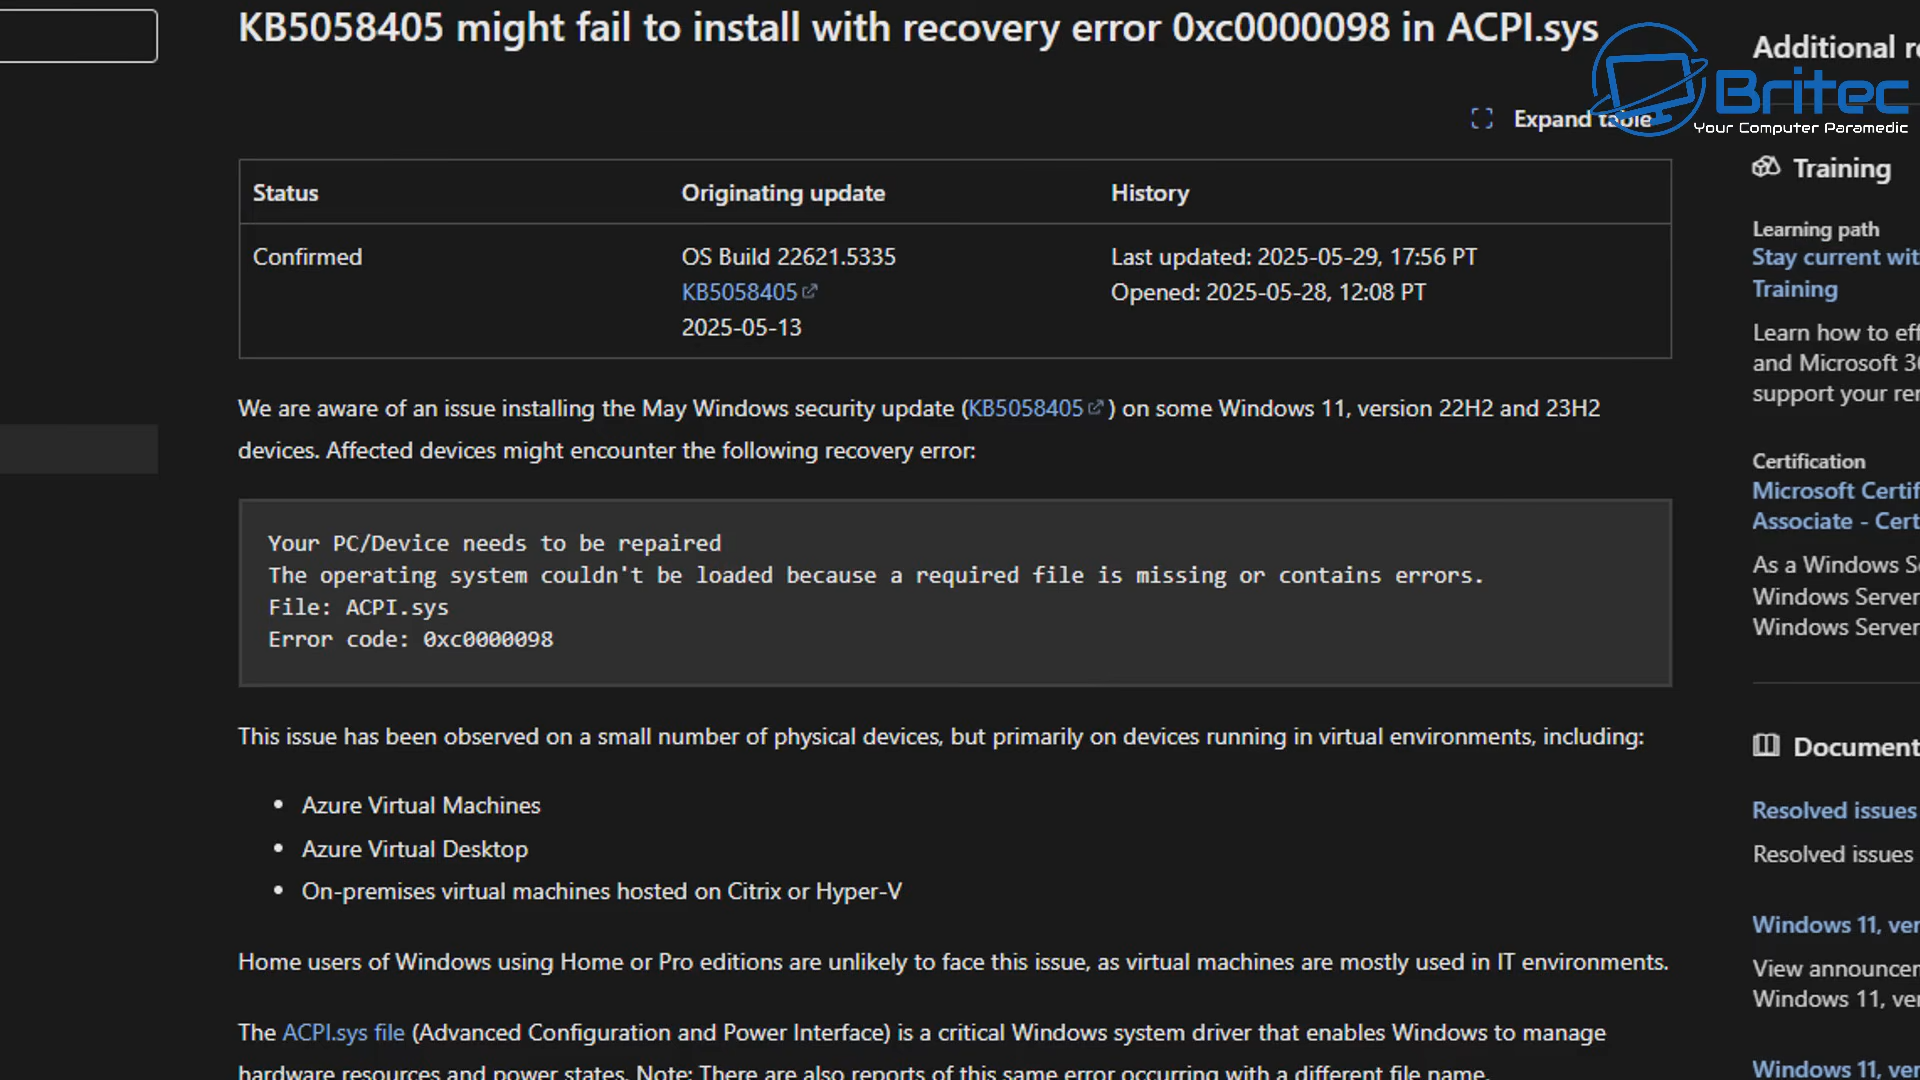 KB5058405 might fail to install with recovery error 0xc0000098 in ACPI.sys
Expand table
Status Originating update History
Confirmed OS Build 22621.5335 Last updated: 2025-05-29, 17:56 PT
KB5058405 Opened: 2025-05-28, 12:08 PT
2025-05-13
We are aware of an issue installing the May Windows security update (KB5058405) on some Windows 11, version 22H2 and 23H2
devices. Affected devices might encounter the following recovery error:
Your PC/Device needs to be repaired
The operating system couldn't be loaded because a required file is missing or contains errors.
File: ACPI.sys
Error code: 0xc0000098
This issue has been observed on a small number of physical devices, but primarily on devices running in virtual environments, including:
• Azure Virtual Machines
• Azure Virtual Desktop
• On-premises virtual machines hosted on Citrix or Hyper-V
Home users of Windows using Home or Pro editions are unlikely to face this issue, as virtual machines are mostly used in IT environments.
The ACPI.sys file (Advanced Configuration and Power Interface) is a critical Windows system driver that enables Windows to manage
hardware resources and power states. Note: There are also reports of this same error occurring with a different file name.
Additional
Britec
Your Computer Paramedic
Training
Learning path
Stay current wit
Training
Learn how to eff
and Microsoft 3
support your re
Certification
Microsoft Certif
Associate - Cert
As a Windows S
Windows Server
Windows Server
Document
Resolved issues
Resolved issues
Windows 11, ver
View announcem
Windows 11, ve
Windows 11, ver